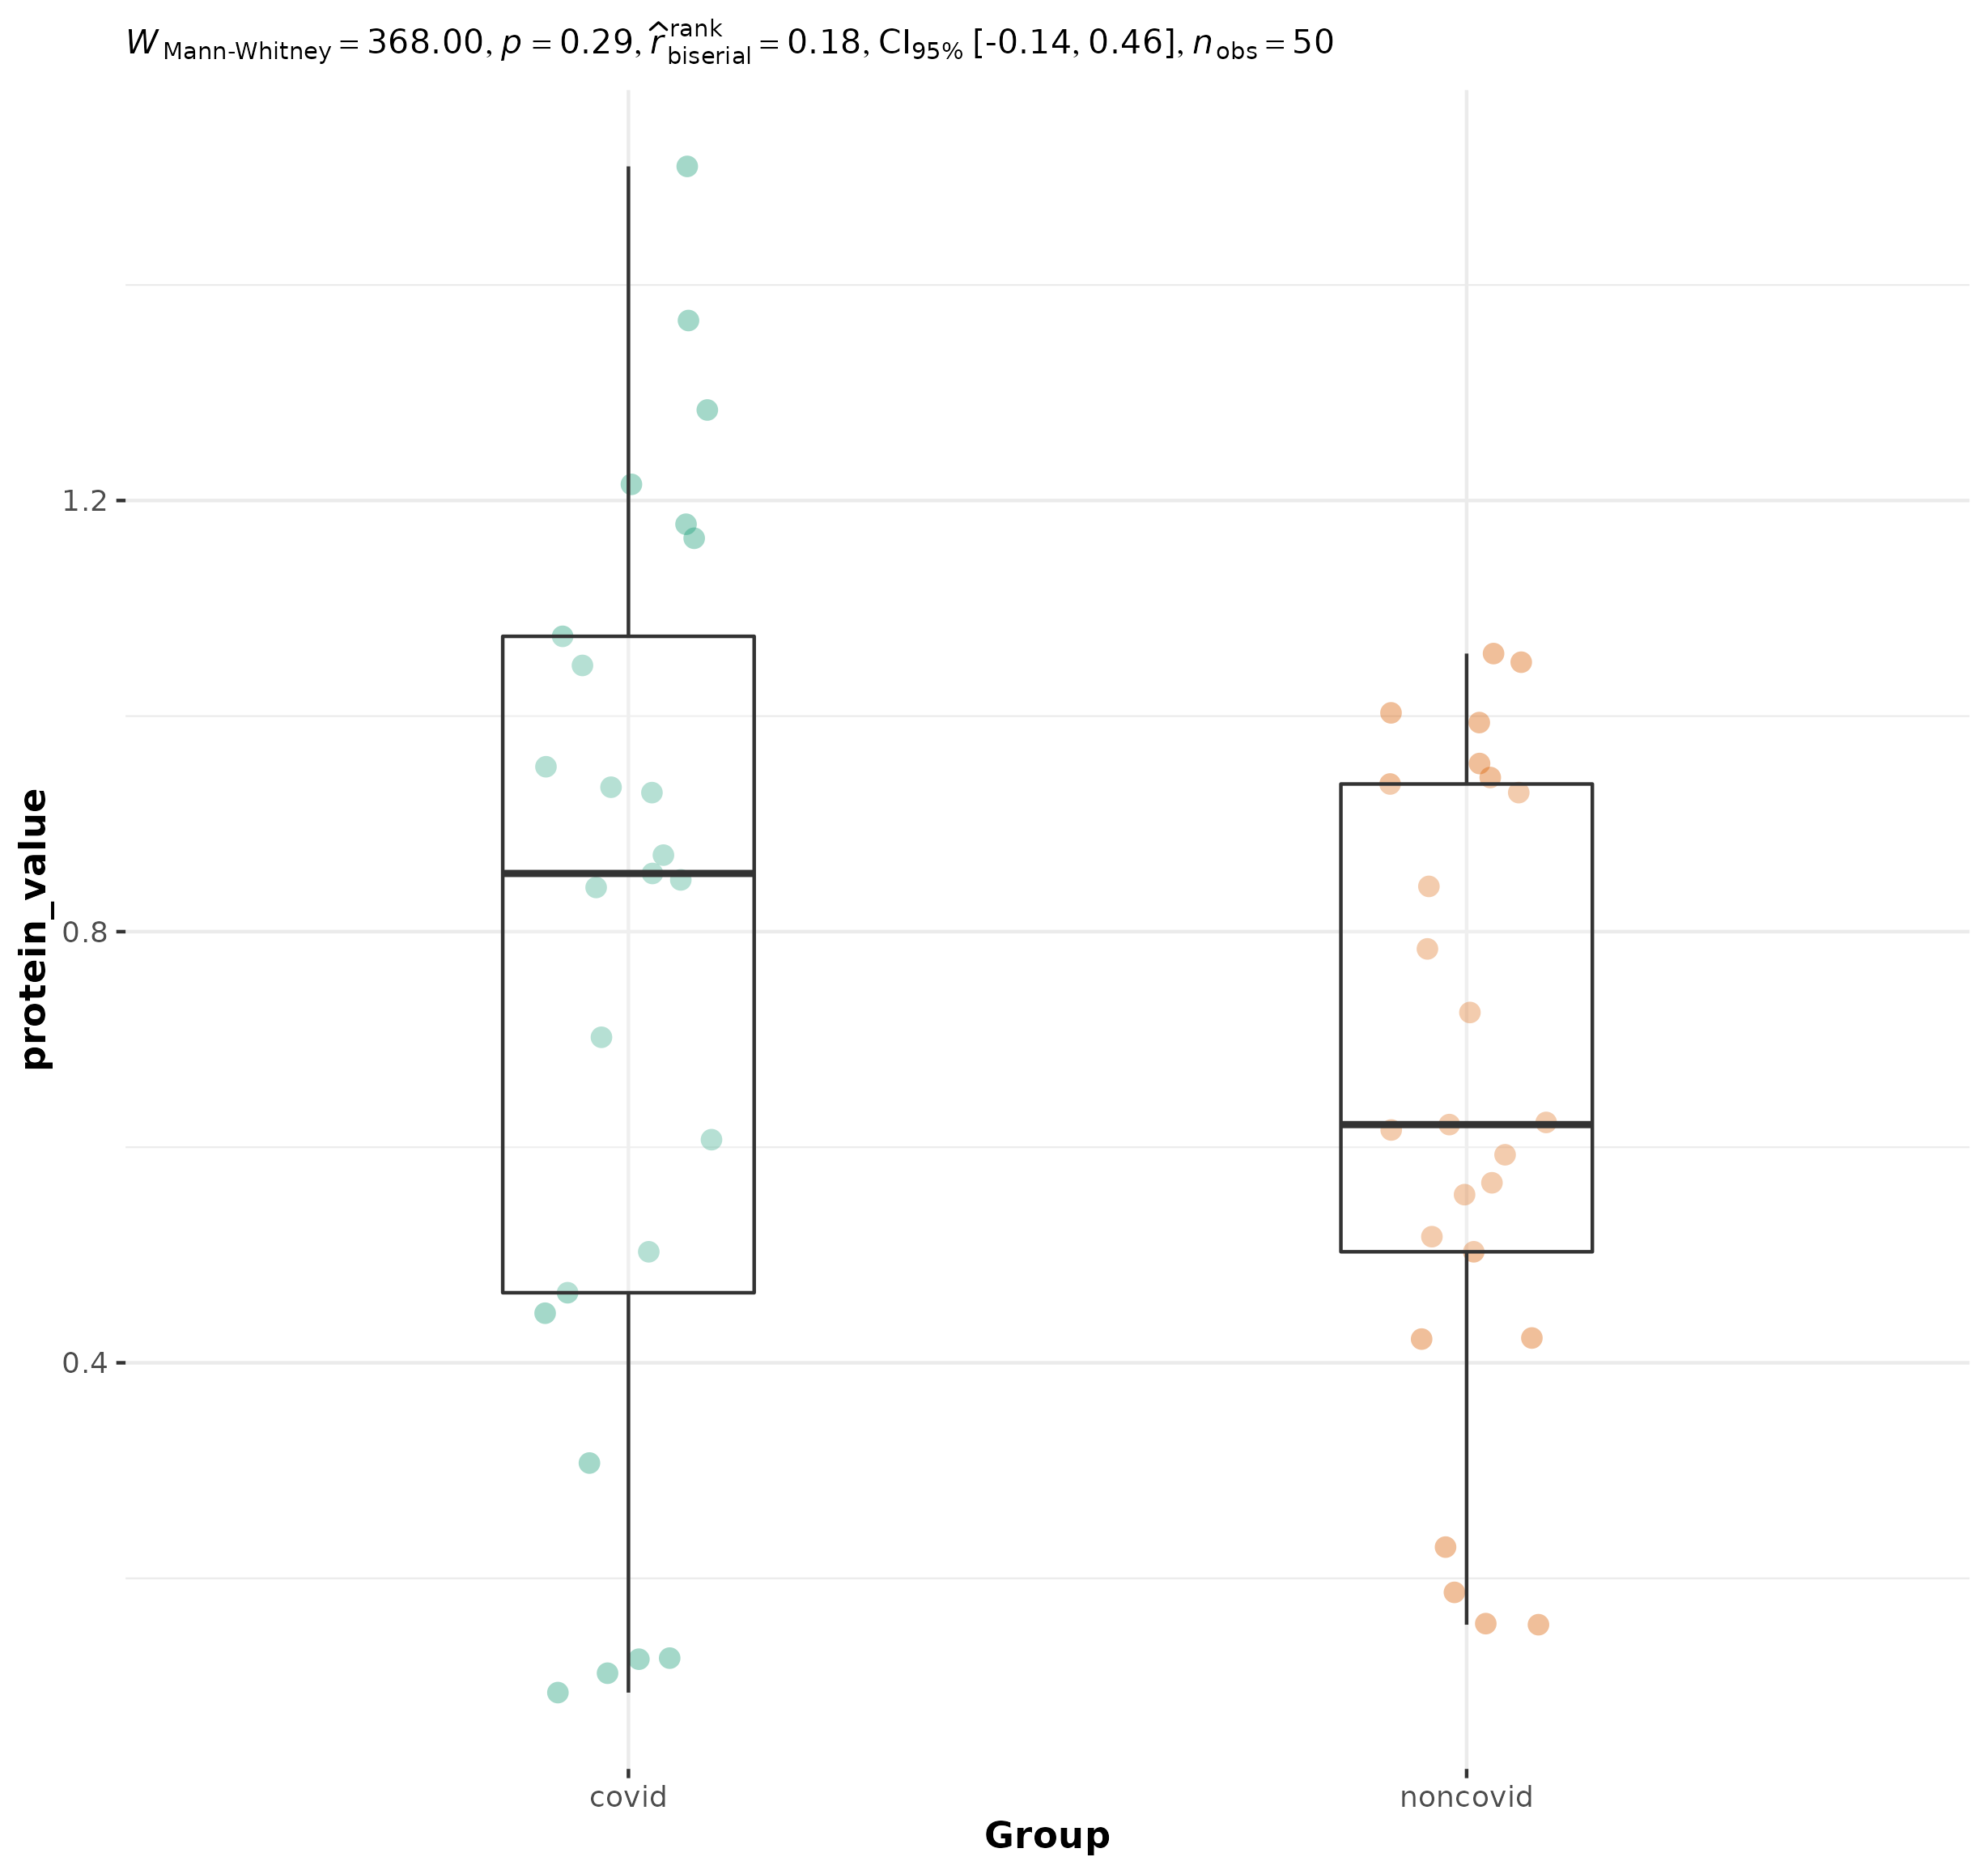 W Mann-Whitney = 368.00, p = 0.29, r̂ rank biserial = 0.18, CI95% [-0.14, 0.46], nobs = 50
protein_value
1.2
0.8
0.4
covid noncovid
Group